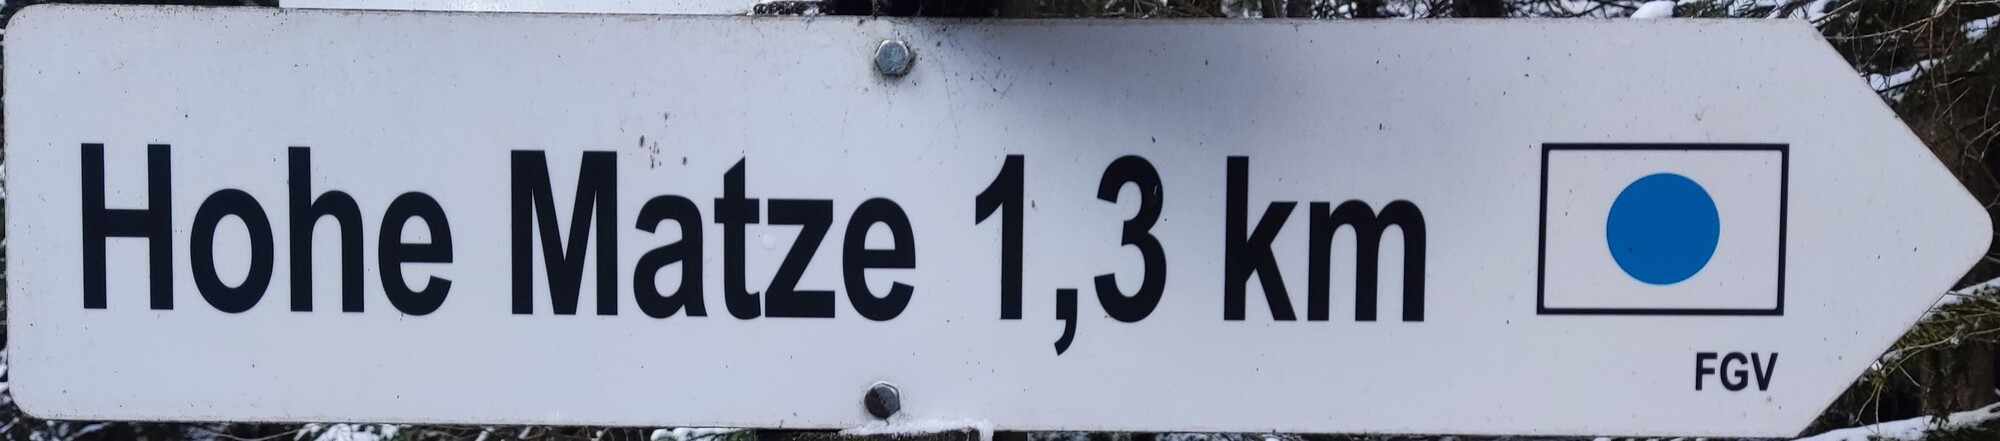 Hohe Matze 1,3 km
FGV